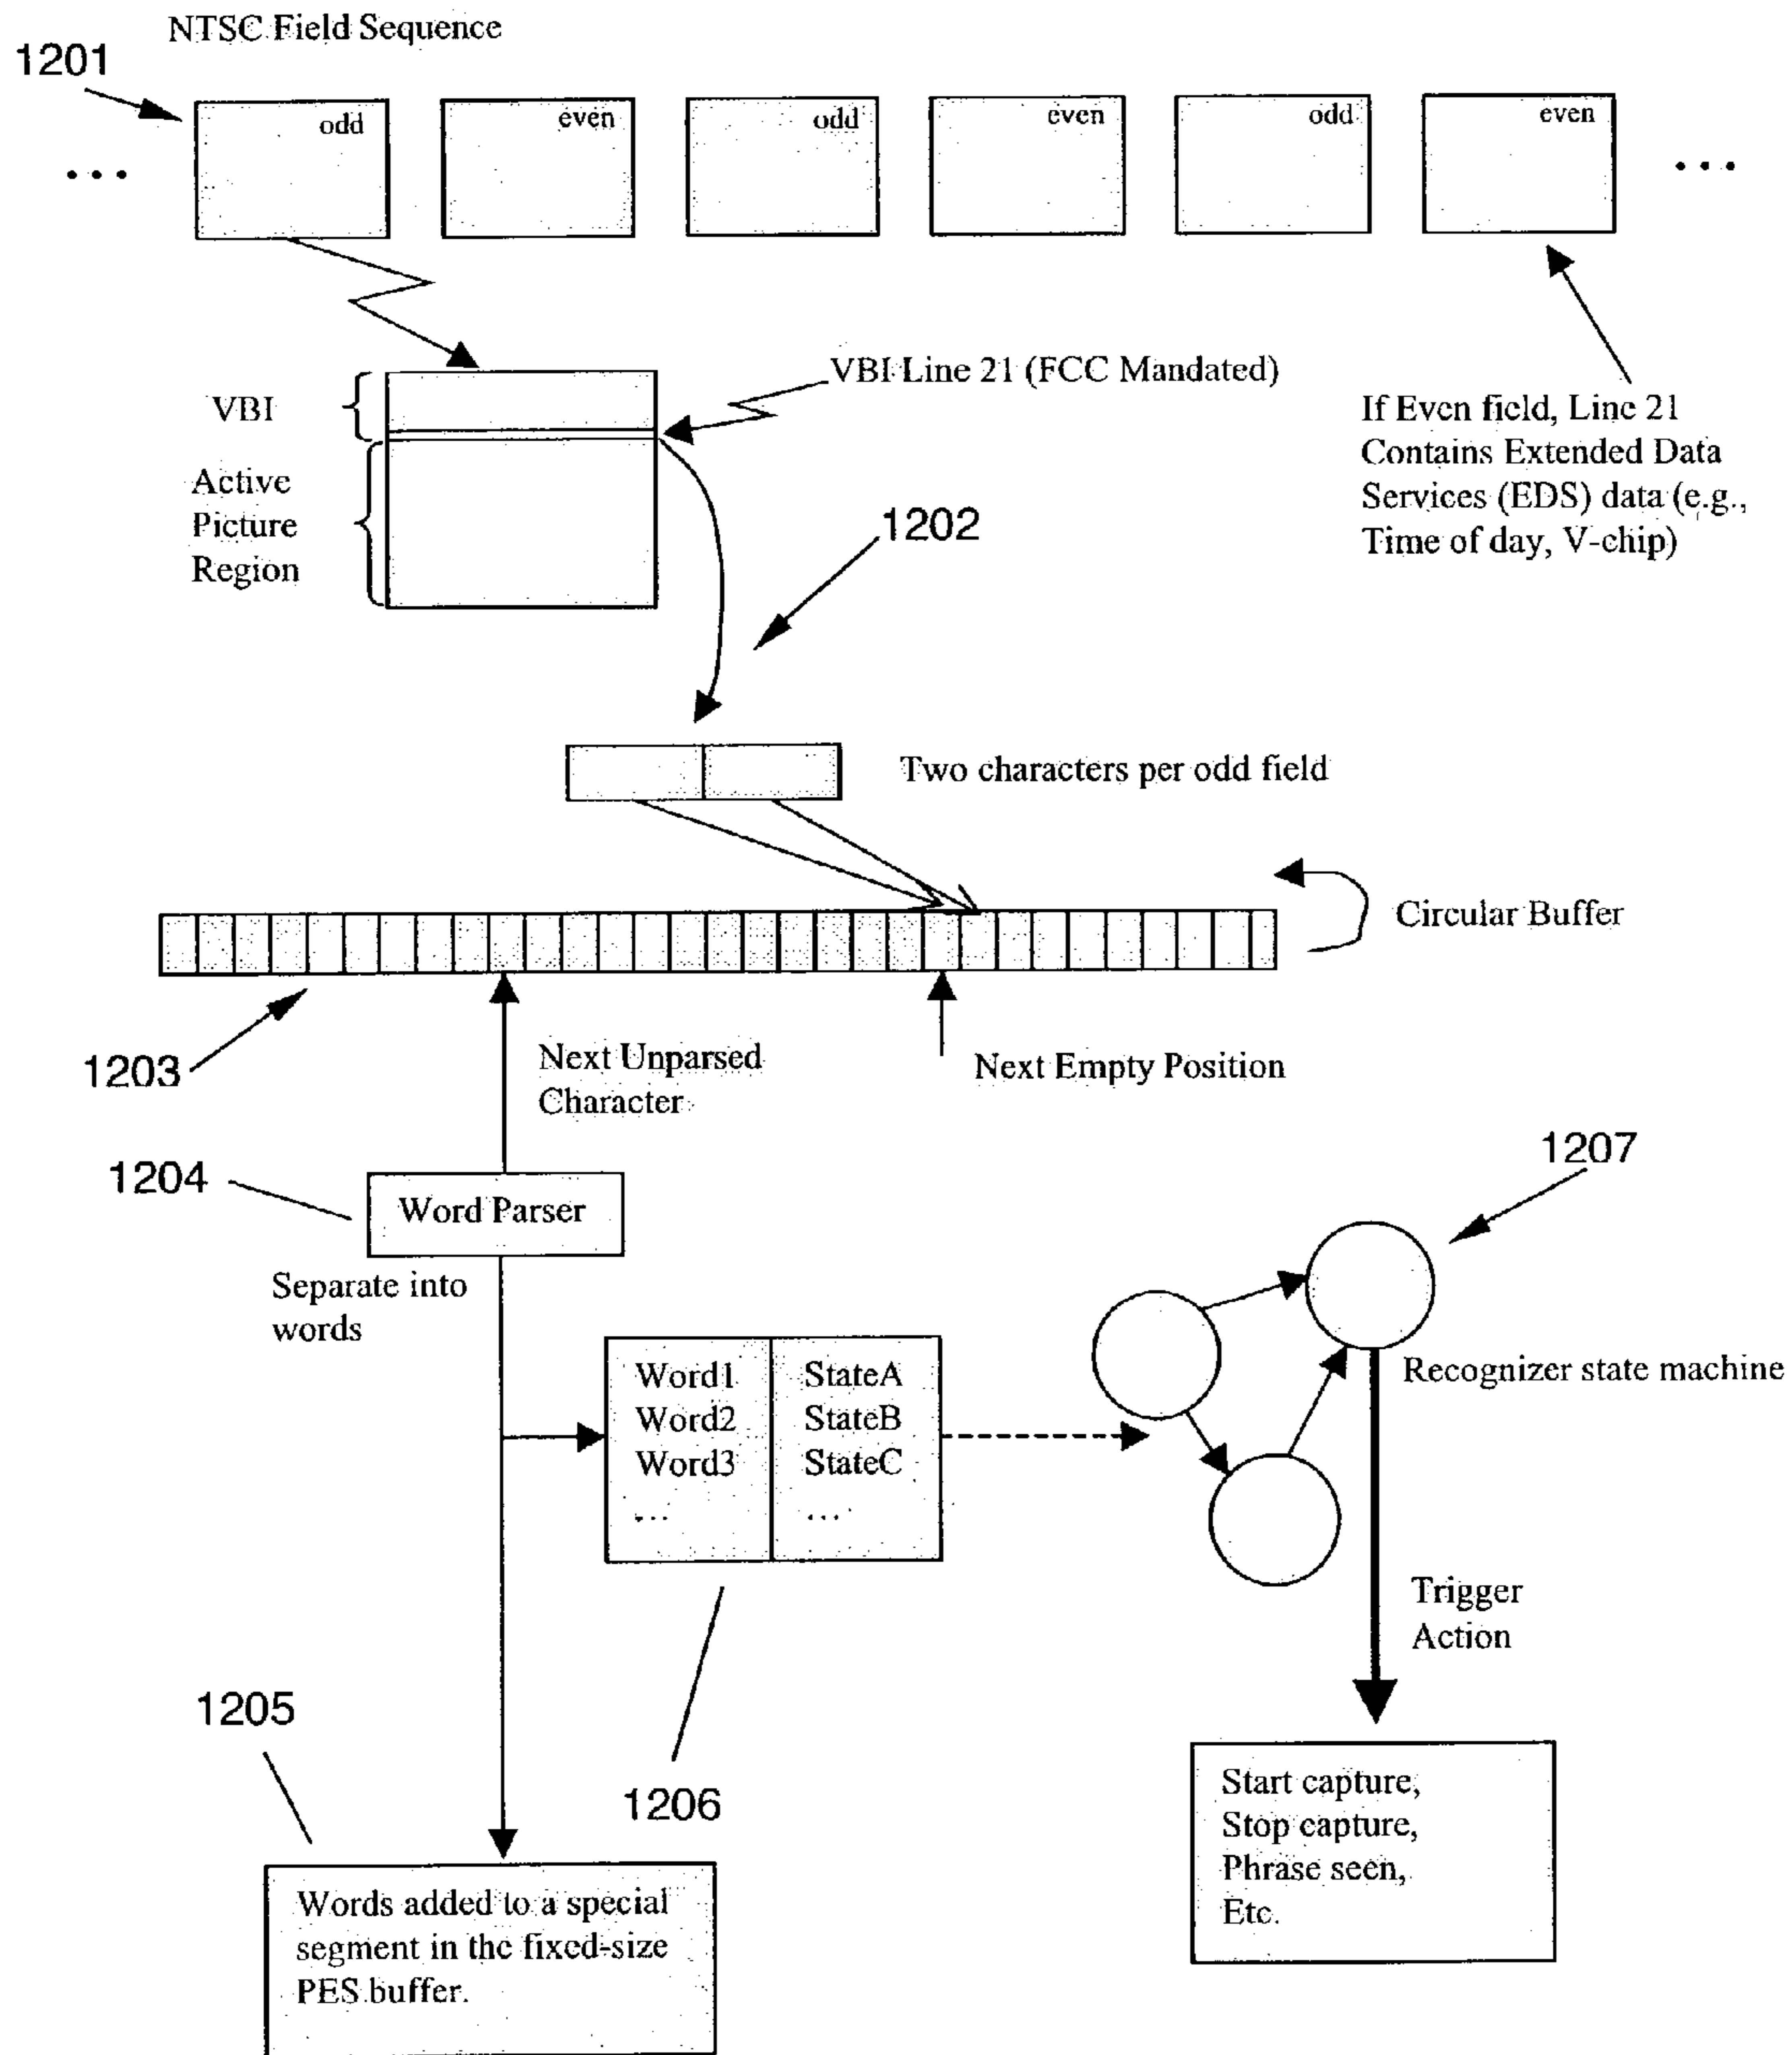 NTSC Field Sequence
1201
odd
even
odd
even
odd
even
...
...
VBI
VBI Line 21 (FCC Mandated)
If Even field, Line 21
Contains Extended Data
Services (EDS) data (e.g.,
Time of day, V-chip)
Active
Picture
Region
1202
Two characters per odd field
Circular Buffer
1203
Next Unparsed
Character
Next Empty Position
1204
Word Parser
1207
Separate into
words
Word1 StateA
Word2 StateB
Word3 StateC
... ...
Recognizer state machine
Trigger
Action
1205
1206
Start capture,
Stop capture,
Phrase seen,
Etc.
Words added to a special
segment in the fixed-size
PES buffer.